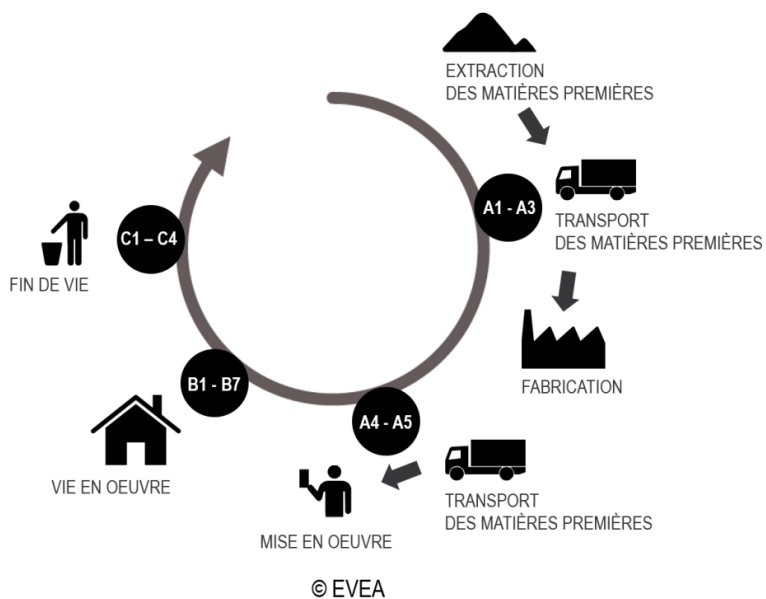 EXTRACTION
DES MATIÈRES PREMIÈRES
A1 - A3
TRANSPORT
DES MATIÈRES PREMIÈRES
FABRICATION
A4 - A5
TRANSPORT
DES MATIÈRES PREMIÈRES
MISE EN OEUVRE
B1 - B7
VIE EN OEUVRE
C1 – C4
FIN DE VIE
© EVEA